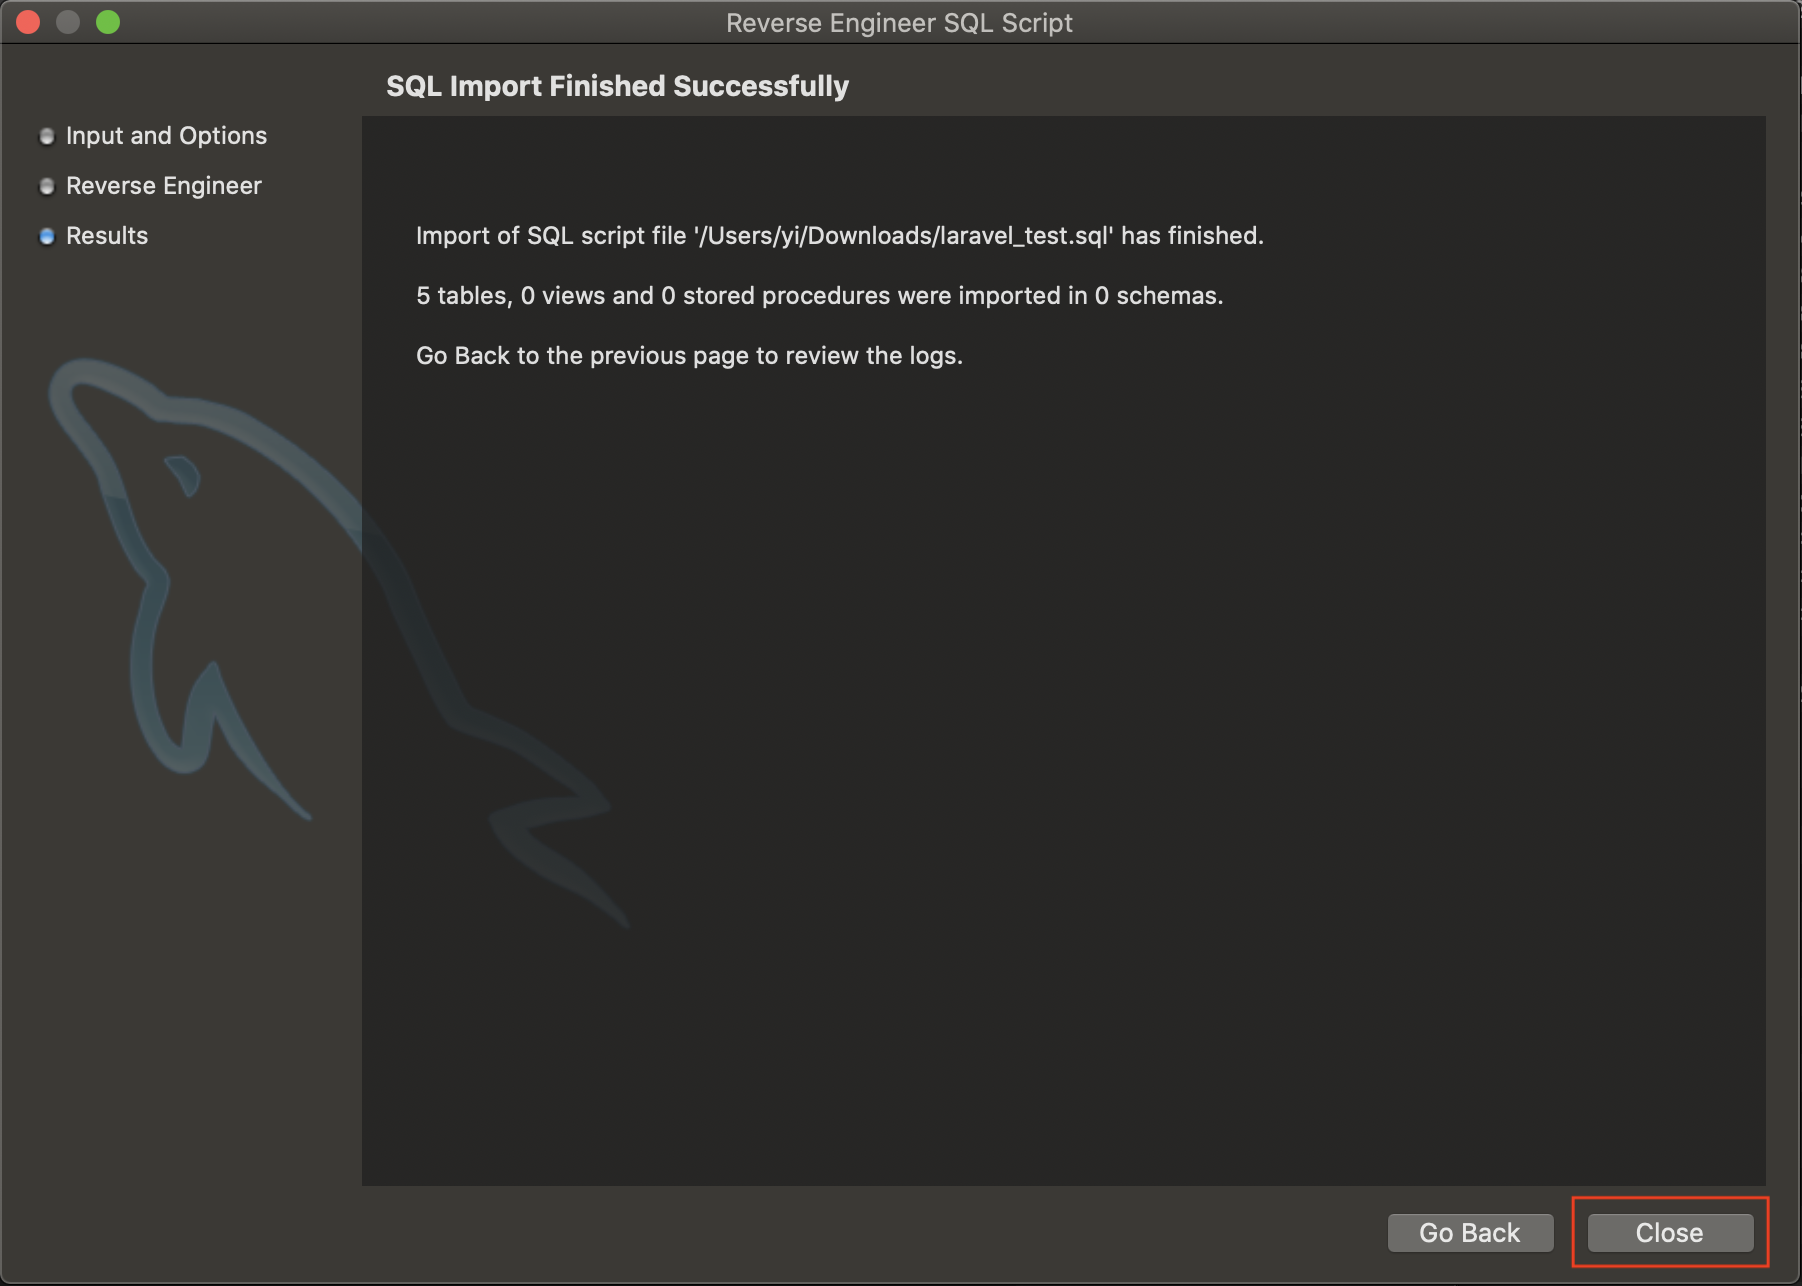 Reverse Engineer SQL Script
SQL Import Finished Successfully
Input and Options
Reverse Engineer
Results
Import of SQL script file '/Users/yi/Downloads/laravel_test.sql' has finished.
5 tables, 0 views and 0 stored procedures were imported in 0 schemas.
Go Back to the previous page to review the logs.
Go Back
Close